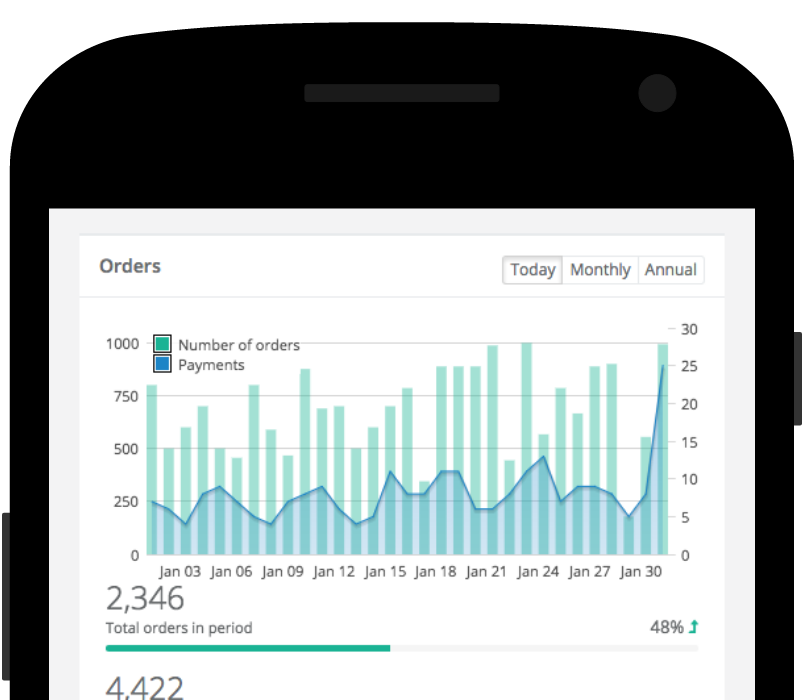 Orders
Today Monthly Annual
30
1000 Number of orders
Payments 25
750
20
500 15
10
250
5
0 0
Jan 03 Jan 06 Jan 09 Jan 12 Jan 15 Jan 18 Jan 21 Jan 24 Jan 27 Jan 30
2,346
Total orders in period 48%
4,422